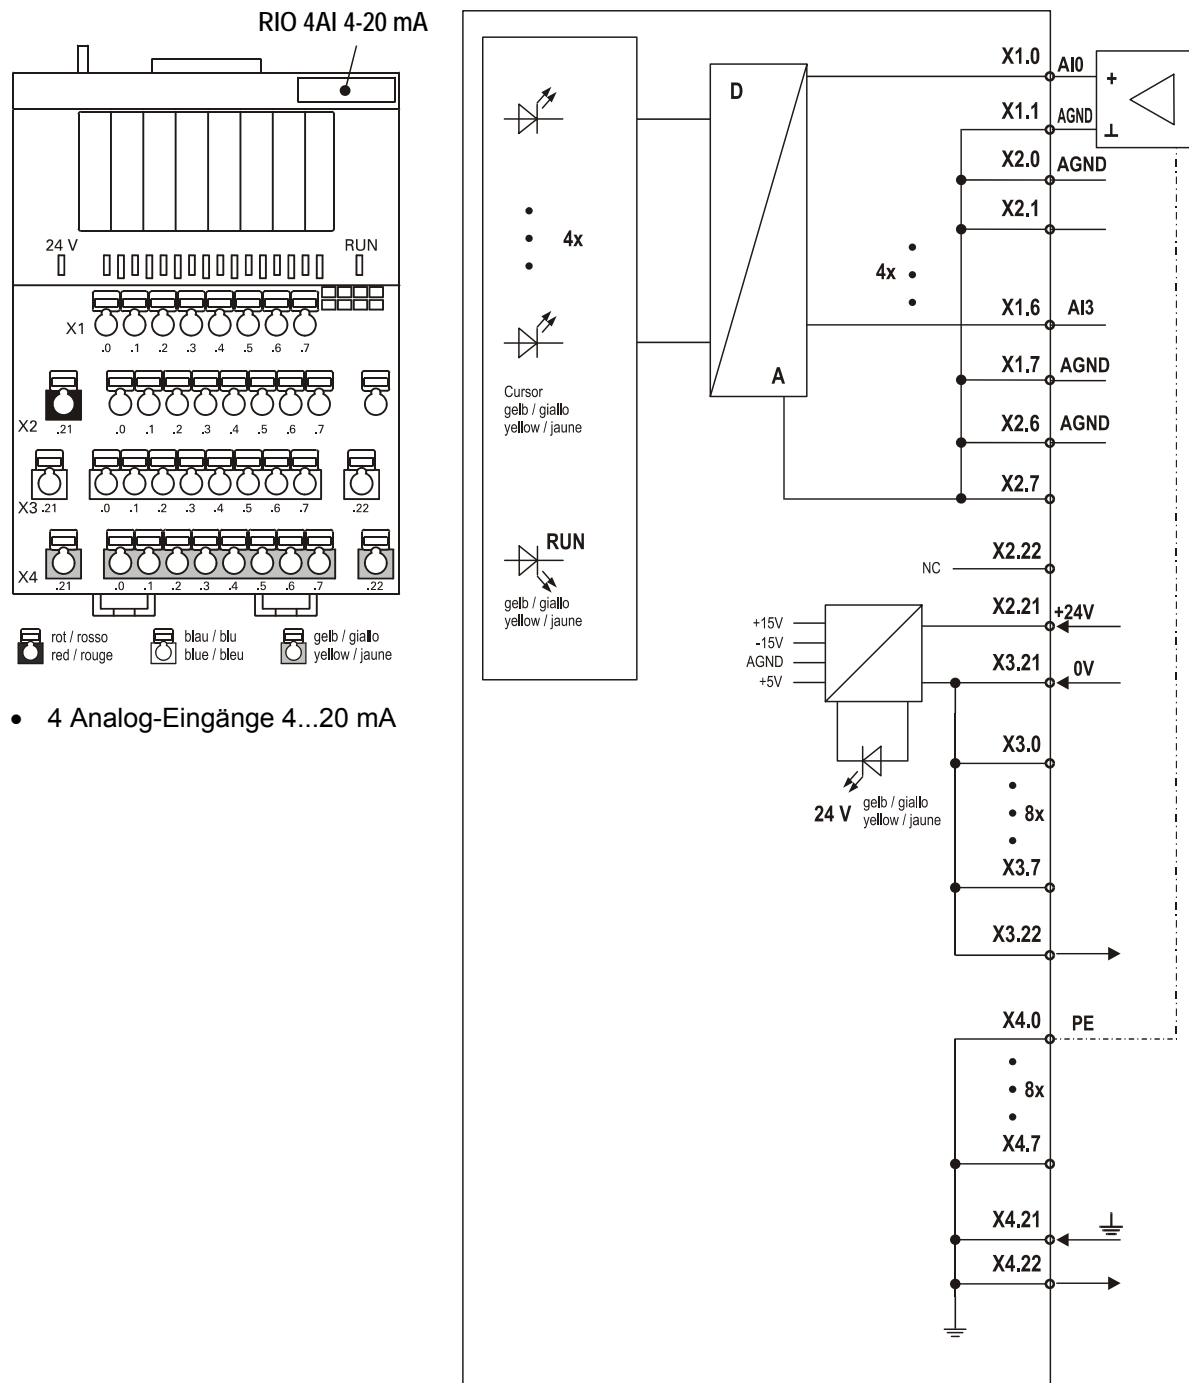 RIO 4AI 4-20 mA
24 V
RUN
X1
.0 .1 .2 .3 .4 .5 .6 .7
X2 .21 .0 .1 .2 .3 .4 .5 .6 .7
X3 .21 .0 .1 .2 .3 .4 .5 .6 .7 .22
X4 .21 .0 .1 .2 .3 .4 .5 .6 .7 .22
rot / rosso
red / rouge
blau / blu
blue / bleu
gelb / giallo
yellow / jaune
• 4 Analog-Eingänge 4...20 mA
4x
Cursor
gelb / giallo
yellow / jaune
RUN
gelb / giallo
yellow / jaune
D
A
4x
X1.0 AI0
+
X1.1 AGND
X2.0 AGND
X2.1
X1.6 AI3
X1.7 AGND
X2.6 AGND
X2.7
X2.22
NC
X2.21 +24V
+15V
-15V
AGND
+5V
X3.21 0V
24 V
gelb / giallo
yellow / jaune
X3.0
8x
X3.7
X3.22
X4.0 PE
8x
X4.7
X4.21
X4.22